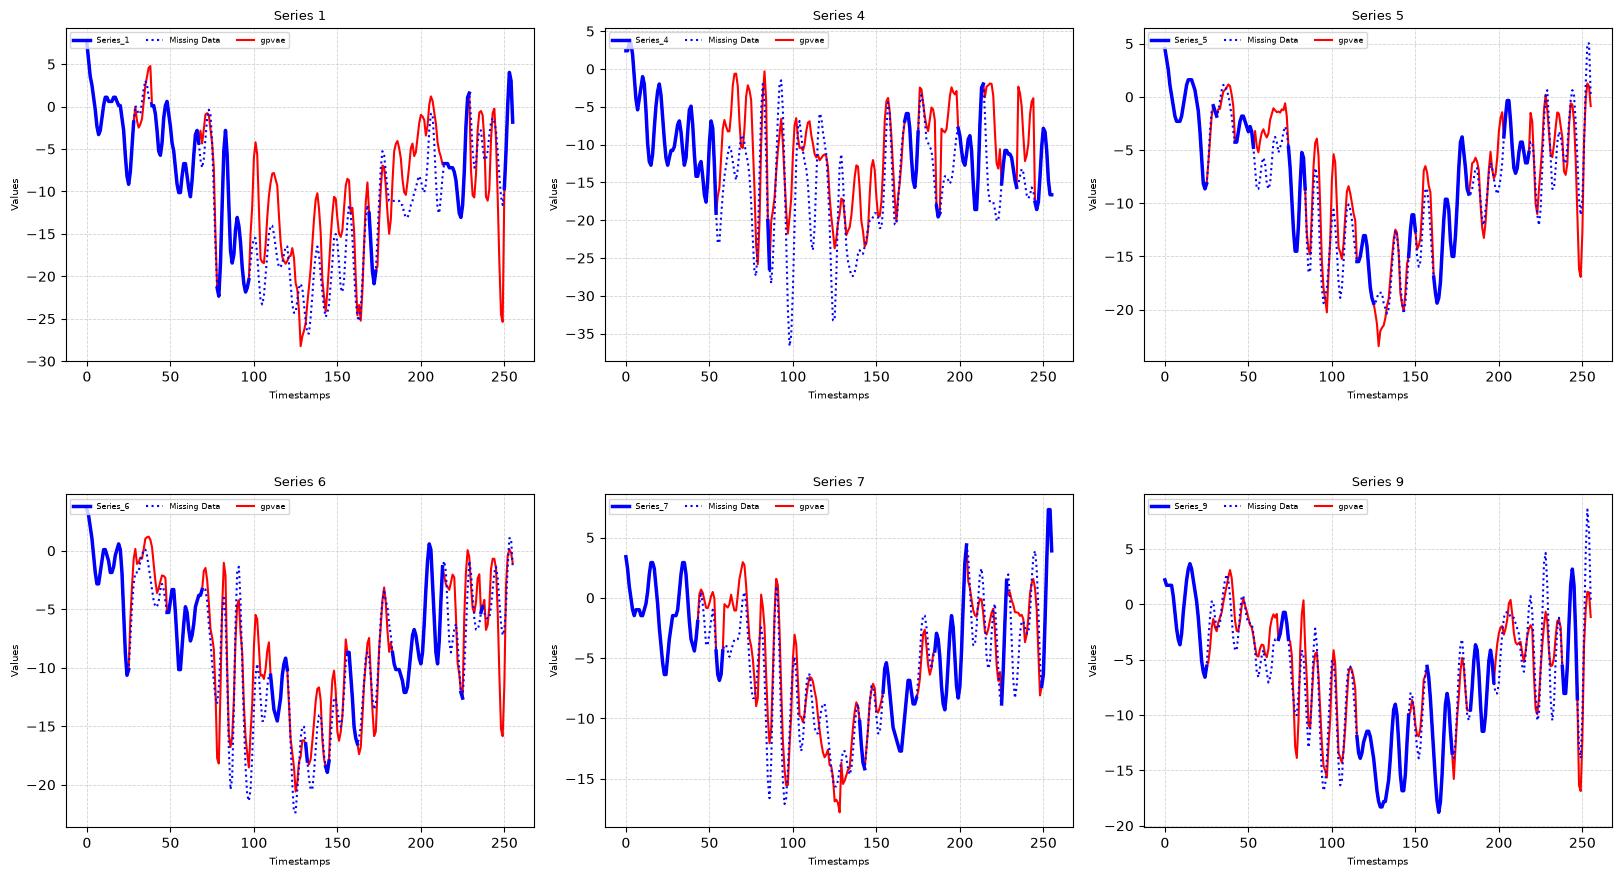 Series 1
Series_1 Missing Data gpvae
Values
5
0
−5
−10
−15
−20
−25
−30
0 50 100 150 200 250
Timestamps
Series 4
Series_4 Missing Data gpvae
Values
5
0
−5
−10
−15
−20
−25
−30
−35
0 50 100 150 200 250
Timestamps
Series 5
Series_5 Missing Data gpvae
Values
5
0
−5
−10
−15
−20
0 50 100 150 200 250
Timestamps
Series 6
Series_6 Missing Data gpvae
Values
0
−5
−10
−15
−20
0 50 100 150 200 250
Timestamps
Series 7
Series_7 Missing Data gpvae
Values
5
0
−5
−10
−15
0 50 100 150 200 250
Timestamps
Series 9
Series_9 Missing Data gpvae
Values
5
0
−5
−10
−15
−20
0 50 100 150 200 250
Timestamps